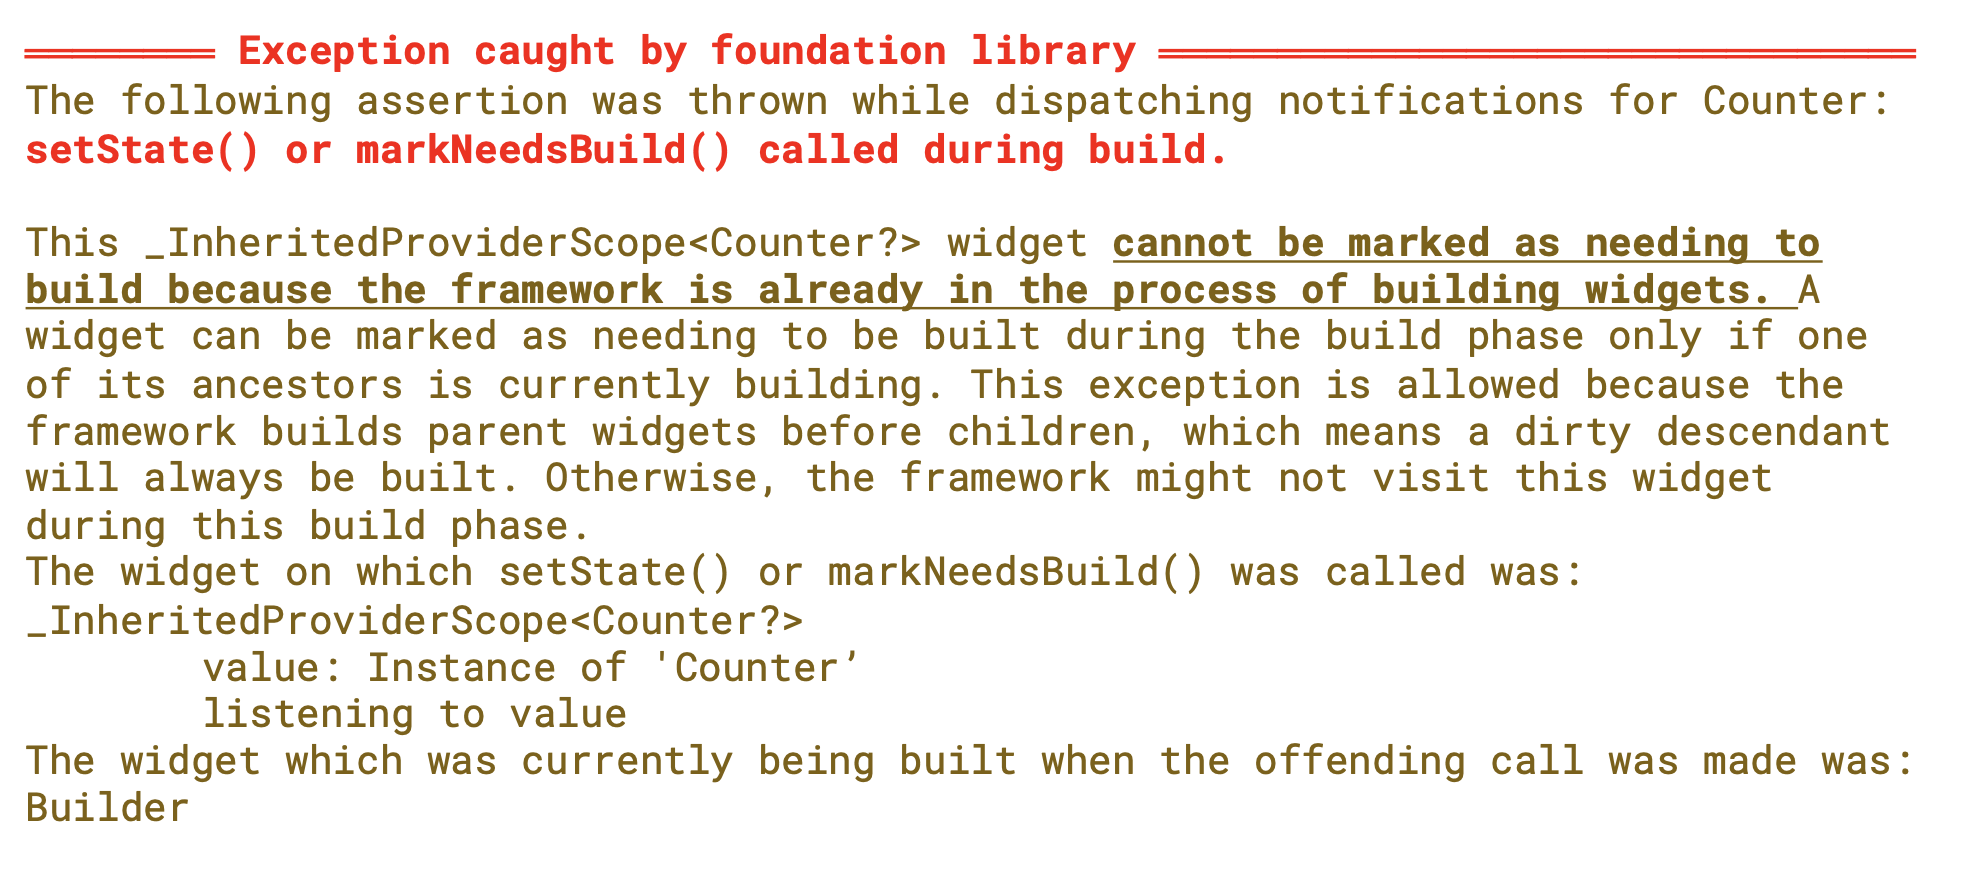 ════════ Exception caught by foundation library ════════════════════════════════
The following assertion was thrown while dispatching notifications for Counter:
setState() or markNeedsBuild() called during build.
This _InheritedProviderScope<Counter?> widget cannot be marked as needing to
build because the framework is already in the process of building widgets. A
widget can be marked as needing to be built during the build phase only if one
of its ancestors is currently building. This exception is allowed because the
framework builds parent widgets before children, which means a dirty descendant
will always be built. Otherwise, the framework might not visit this widget
during this build phase.
The widget on which setState() or markNeedsBuild() was called was:
_InheritedProviderScope<Counter?>
value: Instance of 'Counter’
listening to value
The widget which was currently being built when the offending call was made was:
Builder